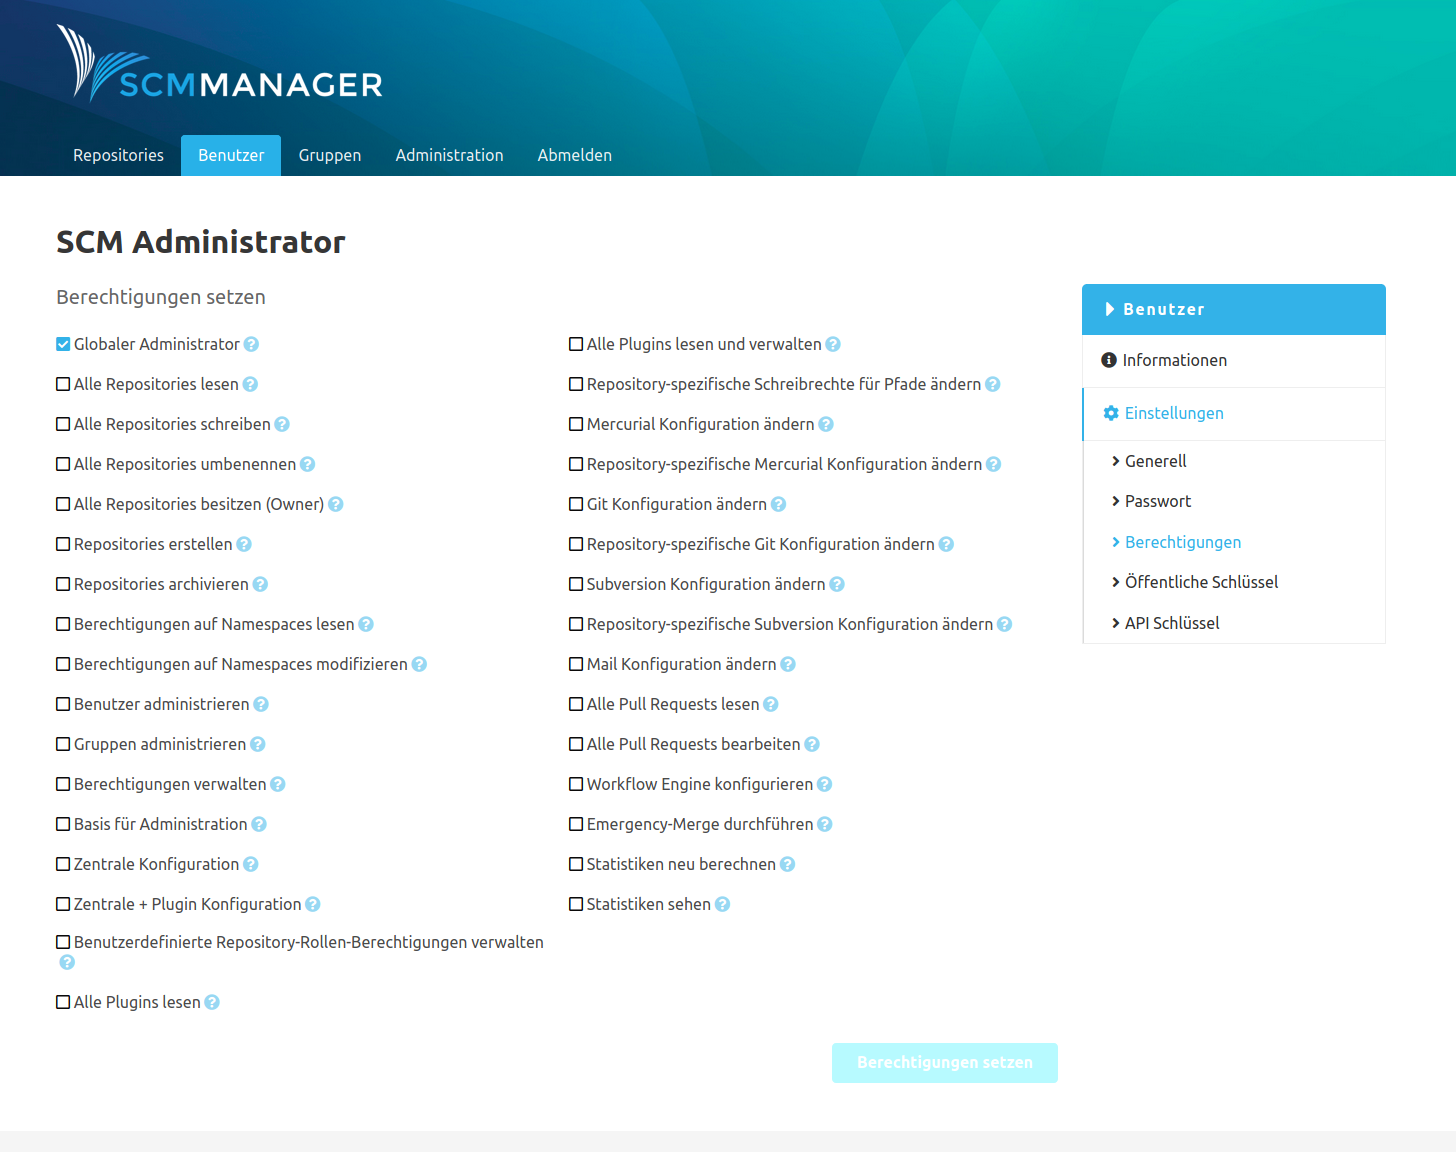 SCMMANAGER
Repositories Benutzer Gruppen Administration Abmelden
SCM Administrator
Berechtigungen setzen
Globaler Administrator
Alle Repositories lesen
Alle Repositories schreiben
Alle Repositories umbenennen
Alle Repositories besitzen (Owner)
Repositories erstellen
Repositories archivieren
Berechtigungen auf Namespaces lesen
Berechtigungen auf Namespaces modifizieren
Benutzer administrieren
Gruppen administrieren
Berechtigungen verwalten
Basis für Administration
Zentrale Konfiguration
Zentrale + Plugin Konfiguration
Benutzerdefinierte Repository-Rollen-Berechtigungen verwalten
Alle Plugins lesen
Alle Plugins lesen und verwalten
Repository-spezifische Schreibrechte für Pfade ändern
Mercurial Konfiguration ändern
Repository-spezifische Mercurial Konfiguration ändern
Git Konfiguration ändern
Repository-spezifische Git Konfiguration ändern
Subversion Konfiguration ändern
Repository-spezifische Subversion Konfiguration ändern
Mail Konfiguration ändern
Alle Pull Requests lesen
Alle Pull Requests bearbeiten
Workflow Engine konfigurieren
Emergency-Merge durchführen
Statistiken neu berechnen
Statistiken sehen
Berechtigungen setzen
Benutzer
Informationen
Einstellungen
Generell
Passwort
Berechtigungen
Öffentliche Schlüssel
API Schlüssel